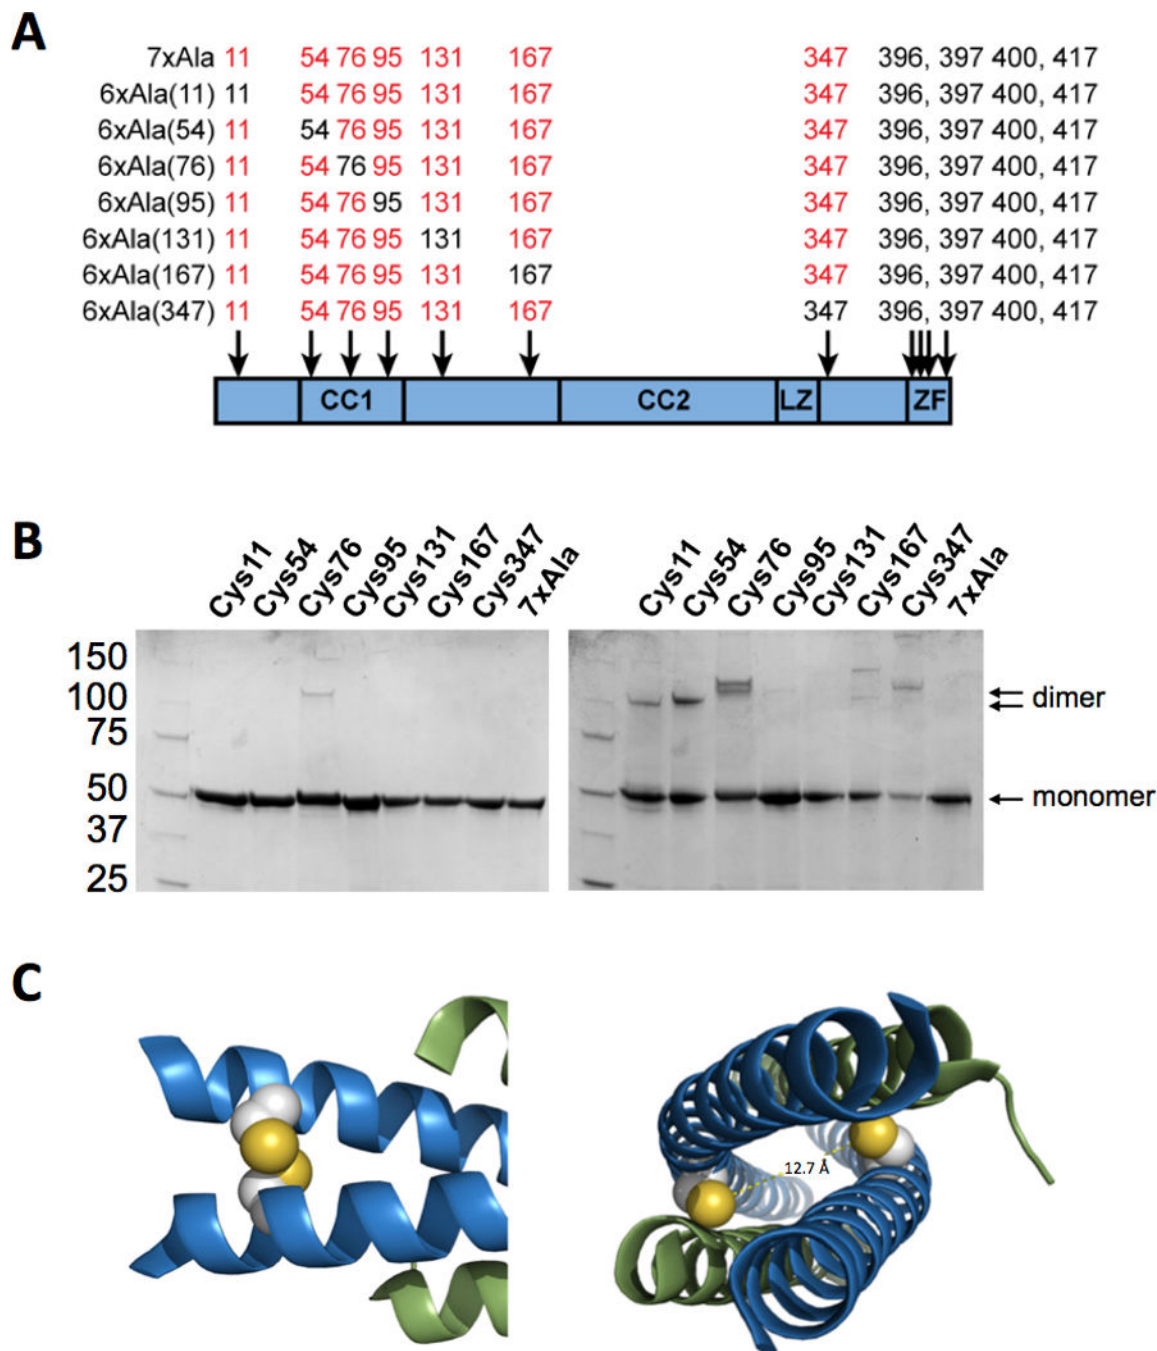 A
7xAla 11 54 76 95 131 167 347 396, 397 400, 417
6xAla(11) 11 54 76 95 131 167 347 396, 397 400, 417
6xAla(54) 11 54 76 95 131 167 347 396, 397 400, 417
6xAla(76) 11 54 76 95 131 167 347 396, 397 400, 417
6xAla(95) 11 54 76 95 131 167 347 396, 397 400, 417
6xAla(131) 11 54 76 95 131 167 347 396, 397 400, 417
6xAla(167) 11 54 76 95 131 167 347 396, 397 400, 417
6xAla(347) 11 54 76 95 131 167 347 396, 397 400, 417
CC1 CC2 LZ ZF
B
Cys11 Cys54 Cys76 Cys95 Cys131 Cys167 Cys347 7xAla
Cys11 Cys54 Cys76 Cys95 Cys131 Cys167 Cys347 7xAla
150
100
75
50
37
25
dimer
monomer
C
12.7 Å